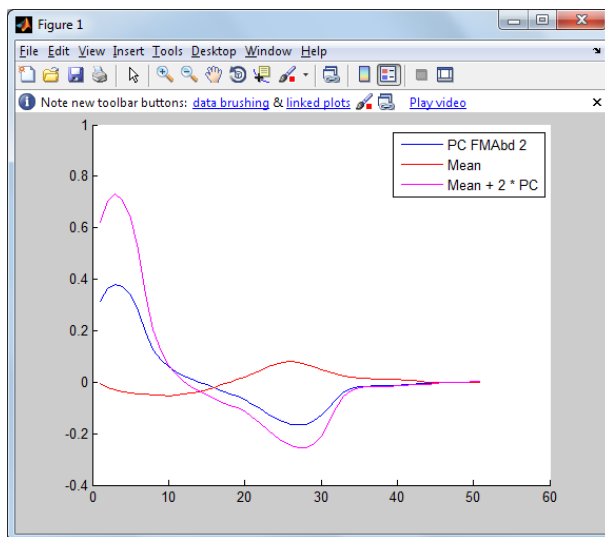 Figure 1
File Edit View Insert Tools Desktop Window Help
Note new toolbar buttons: data brushing & linked plots Play video
PC FMAbd 2
Mean
Mean + 2 * PC
1
0.8
0.6
0.4
0.2
0
-0.2
-0.4
0 10 20 30 40 50 60